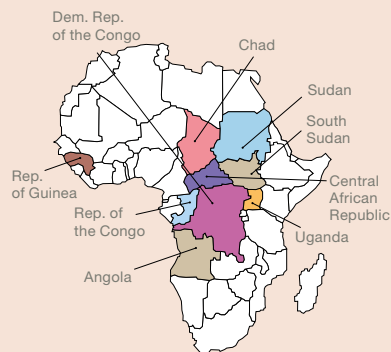 Dem. Rep.
of the Congo
Chad
Sudan
South
Sudan
Rep.
of Guinea
Central
African
Republic
Rep. of
the Congo
Uganda
Angola